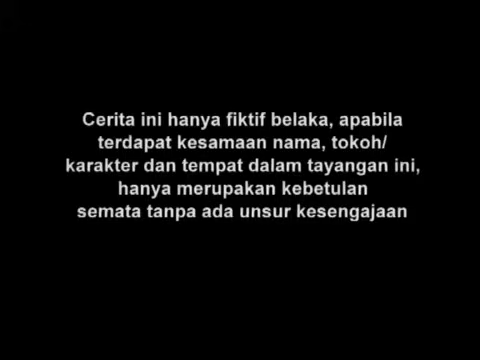 Cerita ini hanya fiktif belaka, apabila
terdapat kesamaan nama, tokoh/
karakter dan tempat dalam tayangan ini,
hanya merupakan kebetulan
semata tanpa ada unsur kesengajaan